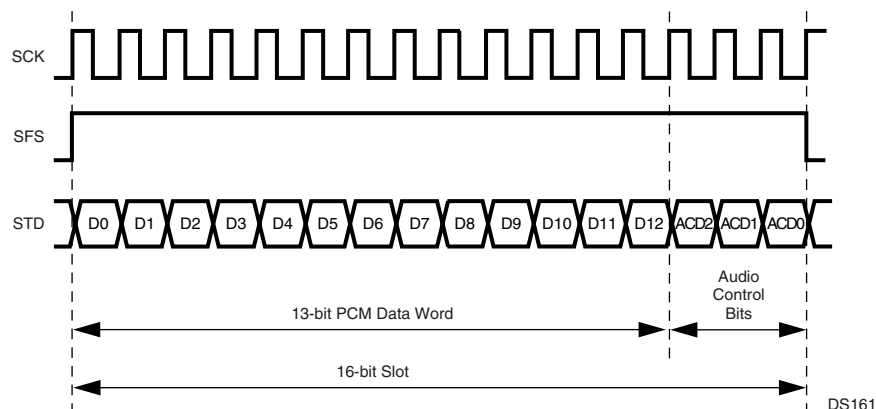 SCK
SFS
STD
D0 D1 D2 D3 D4 D5 D6 D7 D8 D9 D10 D11 D12 ACD2 ACD1 ACD0
13-bit PCM Data Word
Audio
Control
Bits
16-bit Slot
DS161